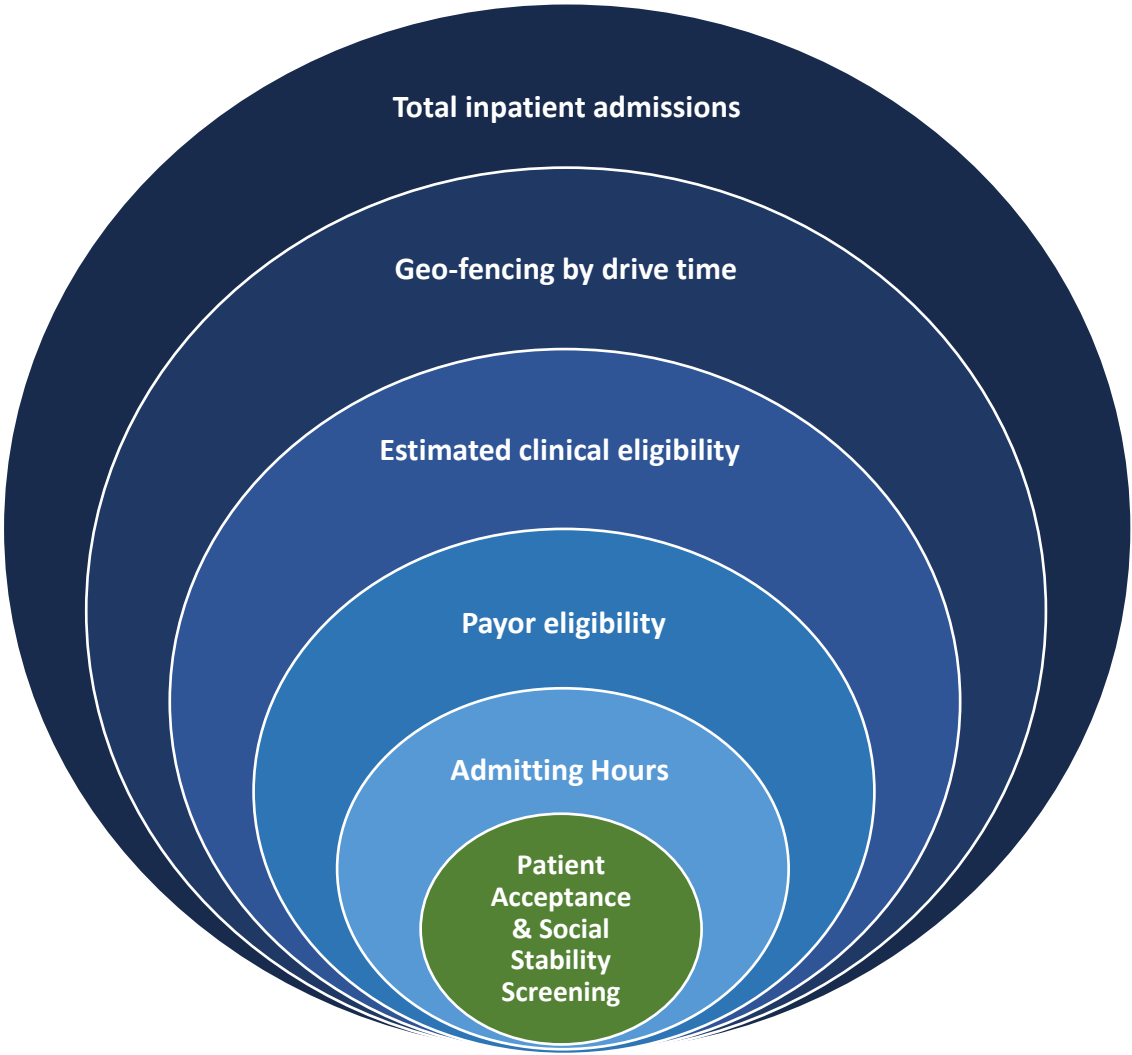 Total inpatient admissions
Geo-fencing by drive time
Estimated clinical eligibility
Payor eligibility
Admitting Hours
Patient
Acceptance
& Social
Stability
Screening